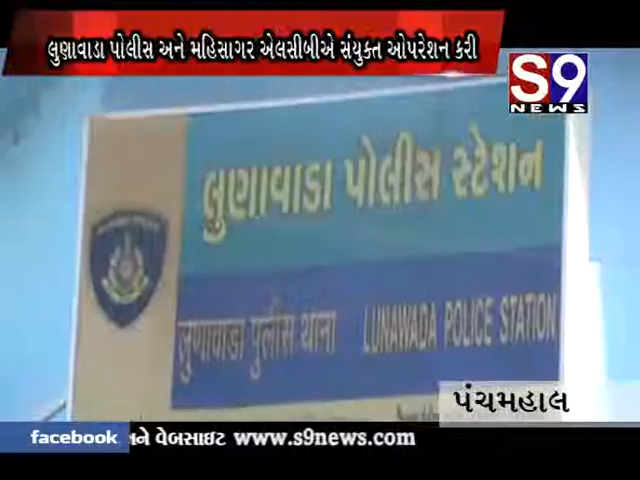 લુણાવાડા પોલીસ અને મહિસાગર એલસીબીએ સંયુક્ત ઓપરેશન કરી
S9
NEWS
લુણાવાડા પોલીસ સ્ટેશન
લુણાવાડા પુલીસ થાના LUNAWADA POLICE STATION
પંચમહાલ
facebook અને વેબસાઇટ www.s9news.com